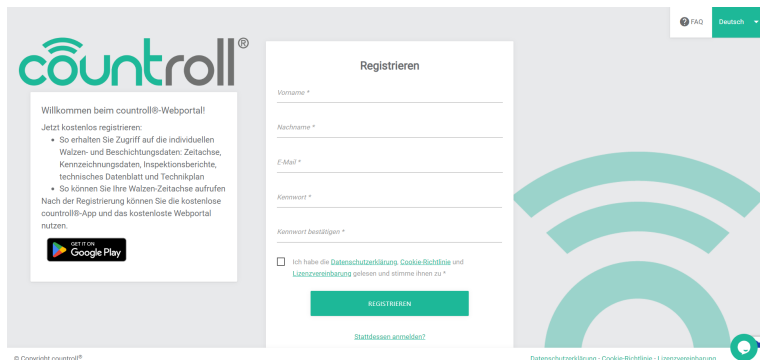 FAQ
Deutsch
countroll®
Willkommen beim countroll®-Webportal!
Jetzt kostenlos registrieren:
• So erhalten Sie Zugriff auf die individuellen
Walzen- und Beschichtungsdaten: Zeitachse,
Kennzeichnungsdaten, Inspektionsberichte,
technisches Datenblatt und Technikplan
• So können Sie Ihre Walzen-Zeitachse aufrufen
Nach der Registrierung können Sie die kostenlose
countroll®-App und das kostenloste Webportal
nutzen.
GET IT ON
Google Play
Registrieren
Vorname *
Nachname *
E-Mail *
Kennwort *
Kennwort bestätigen *
Ich habe die Datenschutzerklärung, Cookie-Richtlinie und
Lizenzvereinbarung gelesen und stimme ihnen zu *
REGISTRIEREN
Stattdessen anmelden?
© Copyright countroll®
Datenschutzerklärung - Cookie-Richtlinie - Lizenzvereinbarung